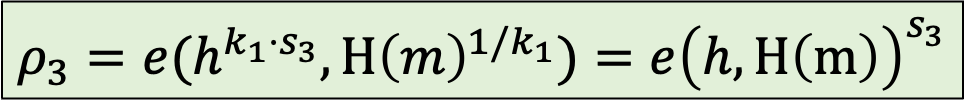 ρ₃ = e(h^{k₁·s₃}, H(m)^{1/k₁}) = e(h, H(m))^{s₃}